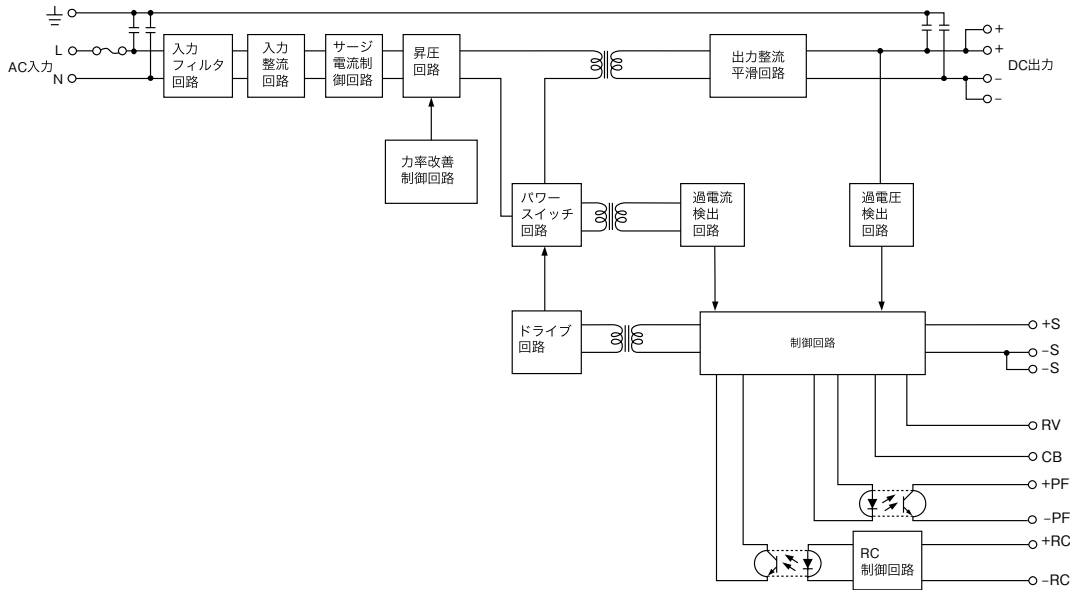 L
AC入力
N
入力
フィルタ
回路
入力
整流
回路
サージ
電流制
御回路
昇圧
回路
出力整流
平滑回路
+
+
−
−
DC出力
力率改善
制御回路
パワー
スイッチ
回路
過電流
検出
回路
過電圧
検出
回路
ドライブ
回路
制御回路
+S
−S
−S
RV
CB
+PF
−PF
RC
制御回路
+RC
−RC